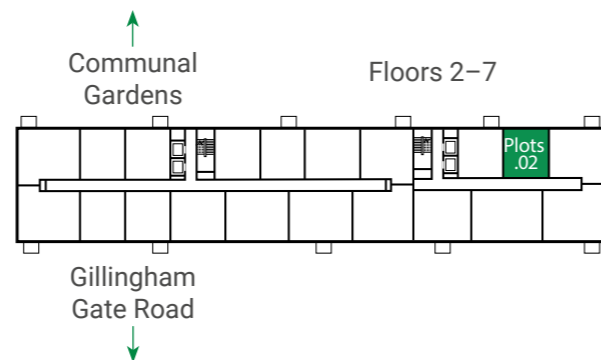 Communal
Gardens
Floors 2–7
Plots
.02
Gillingham
Gate Road